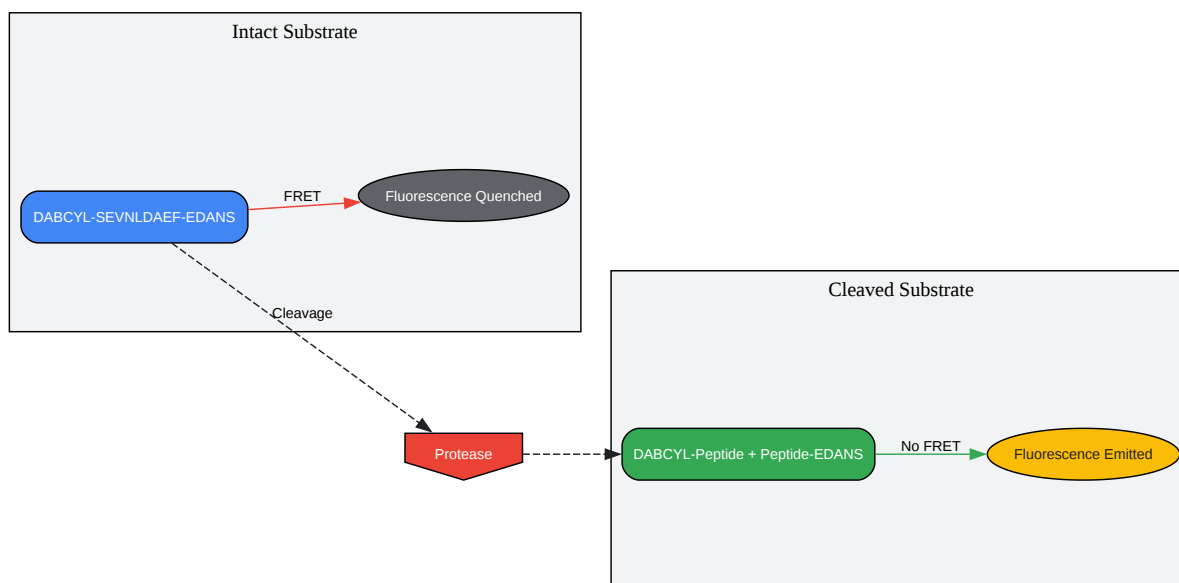 Intact Substrate
DABCYL-SEVNLDAEF-EDANS
FRET
Fluorescence Quenched
Cleavage
Protease
Cleaved Substrate
DABCYL-Peptide + Peptide-EDANS
No FRET
Fluorescence Emitted